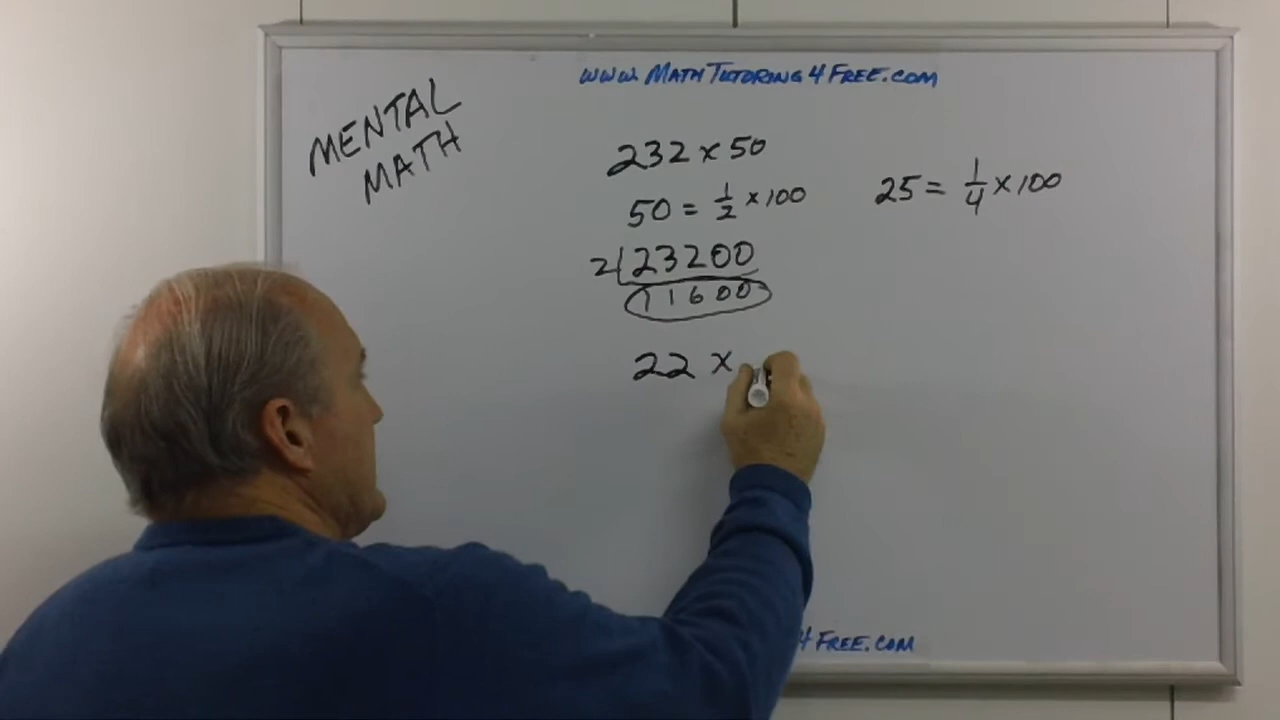 www.MathTutoring4Free.com
MENTAL
MATH
232 x 50
50 = 1/2 x 100
2 23200
11600
22 x
25 = 1/4 x 100
4 Free.com